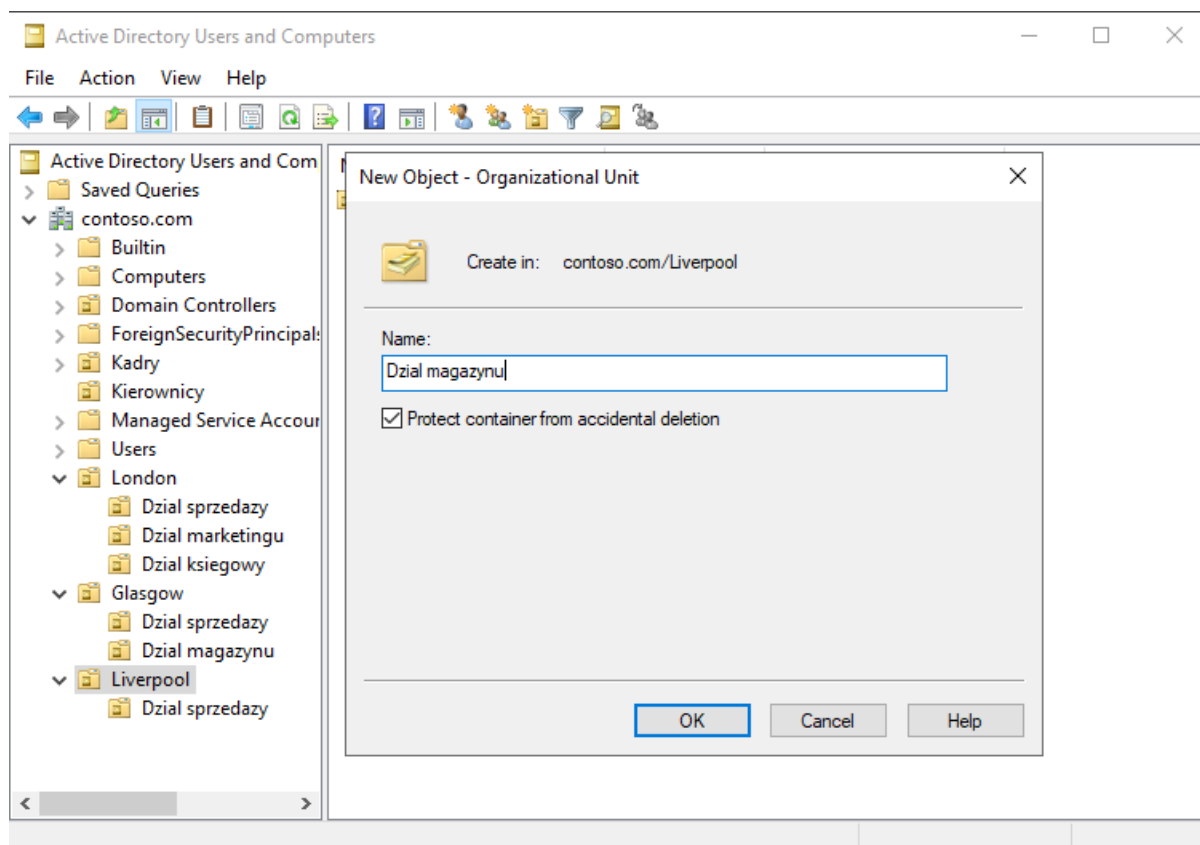 Active Directory Users and Computers
File Action View Help
Active Directory Users and Com
Saved Queries
contoso.com
Builtin
Computers
Domain Controllers
ForeignSecurityPrincipals
Kadry
Kierownicy
Managed Service Accour
Users
London
Dzial sprzedazy
Dzial marketingu
Dzial ksiegowy
Glasgow
Dzial sprzedazy
Dzial magazynu
Liverpool
Dzial sprzedazy
New Object - Organizational Unit
Create in: contoso.com/Liverpool
Name:
Dzial magazynu
Protect container from accidental deletion
OK Cancel Help